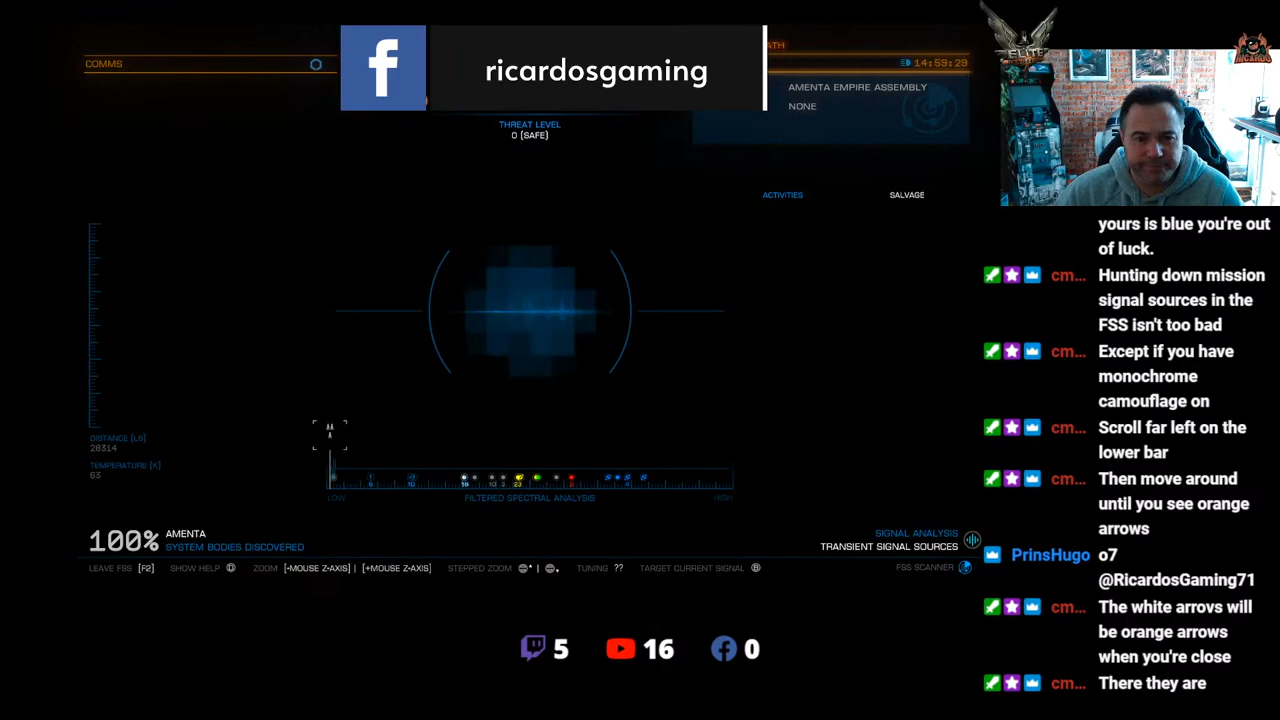 COMMS
ricardosgaming
ATH
14:59:29
AMENTA EMPIRE ASSEMBLY
NONE
THREAT LEVEL
0 [SAFE]
ACTIVITIES
SALVAGE
ELITE
RICARDO
DISTANCE [LS]
28314
TEMPERATURE [K]
63
LOW
FILTERED SPECTRAL ANALYSIS
HIGH
100%
AMENTA
SYSTEM BODIES DISCOVERED
SIGNAL ANALYSIS
TRANSIENT SIGNAL SOURCES
LEAVE FSS [F2] SHOW HELP ZOOM [-MOUSE Z-AXIS] | [+MOUSE Z-AXIS] STEPPED ZOOM | TUNING ?? TARGET CURRENT SIGNAL FSS SCANNER
5 16 0
yours is blue you're out
of luck.
cm... Hunting down mission
signal sources in the
FSS isn't too bad
cm... Except if you have
monochrome
camouflage on
cm... Scroll far left on the
lower bar
cm... Then move around
until you see orange
arrows
PrinsHugo o7
@RicardosGaming71
cm... The white arrovs will
be orange arrows
when you're close
cm... There they are